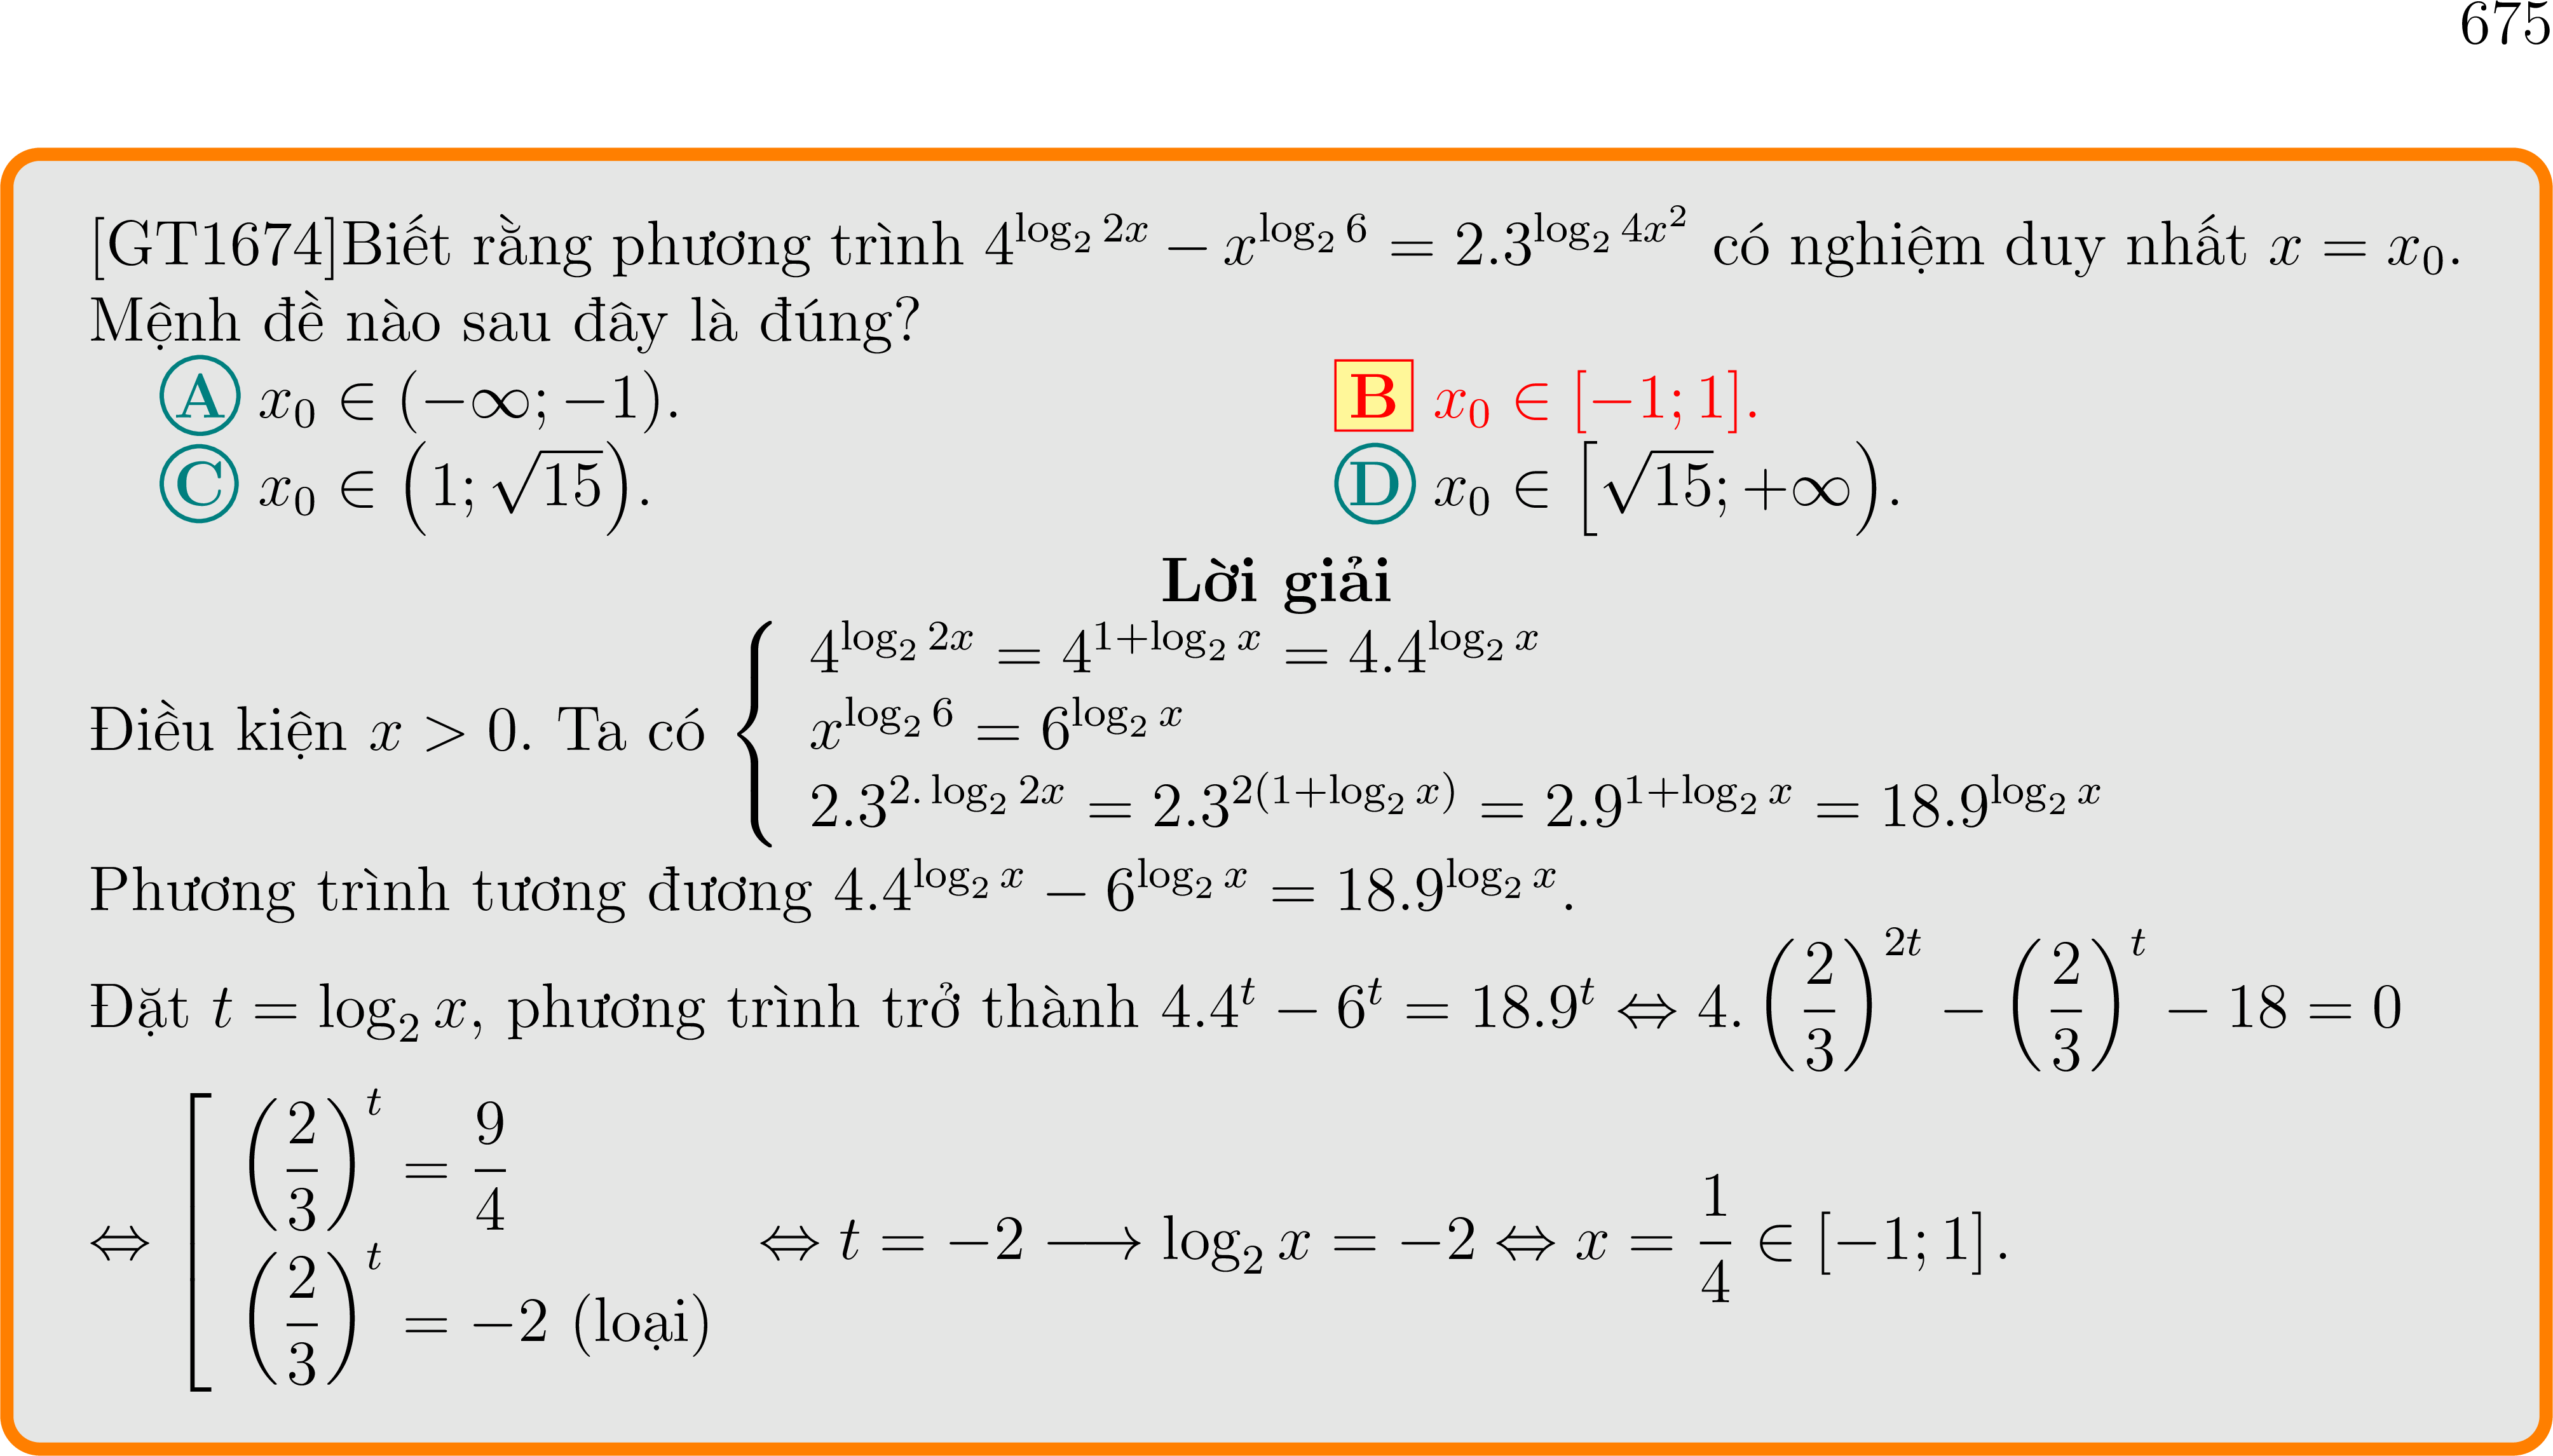 675
[GT1674]Biết rằng phương trình $4^{\log_2 2x} - x^{\log_2 6} = 2.3^{\log_2 4x^2}$ có nghiệm duy nhất $x = x_0$.
Mệnh đề nào sau đây là đúng?
A $x_0 \in (-\infty; -1)$. B $x_0 \in [-1; 1]$.
C $x_0 \in \left(1; \sqrt{15}\right)$. D $x_0 \in \left[\sqrt{15}; +\infty\right)$.
Lời giải
Điều kiện $x > 0$. Ta có $\begin{cases} 4^{\log_2 2x} = 4^{1+\log_2 x} = 4.4^{\log_2 x} \\ x^{\log_2 6} = 6^{\log_2 x} \\ 2.3^{2.\log_2 2x} = 2.3^{2(1+\log_2 x)} = 2.9^{1+\log_2 x} = 18.9^{\log_2 x} \end{cases}$
Phương trình tương đương $4.4^{\log_2 x} - 6^{\log_2 x} = 18.9^{\log_2 x}$.
Đặt $t = \log_2 x$, phương trình trở thành $4.4^t - 6^t = 18.9^t \Leftrightarrow 4.\left(\frac{2}{3}\right)^{2t} - \left(\frac{2}{3}\right)^t - 18 = 0$
$\Leftrightarrow \left[\begin{array}{l} \left(\frac{2}{3}\right)^t = \frac{9}{4} \\ \left(\frac{2}{3}\right)^t = -2 \text{ (loại)} \end{array}\right. \Leftrightarrow t = -2 \longrightarrow \log_2 x = -2 \Leftrightarrow x = \frac{1}{4} \in [-1; 1].$